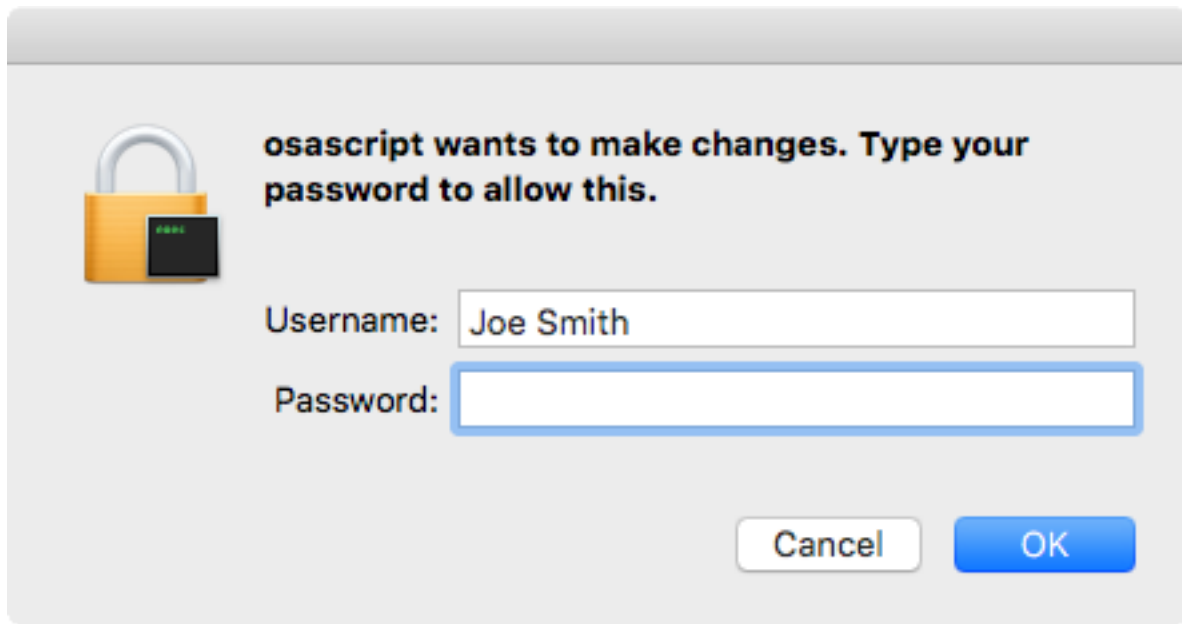 osascript wants to make changes. Type your
password to allow this.
Username: Joe Smith
Password:
Cancel OK